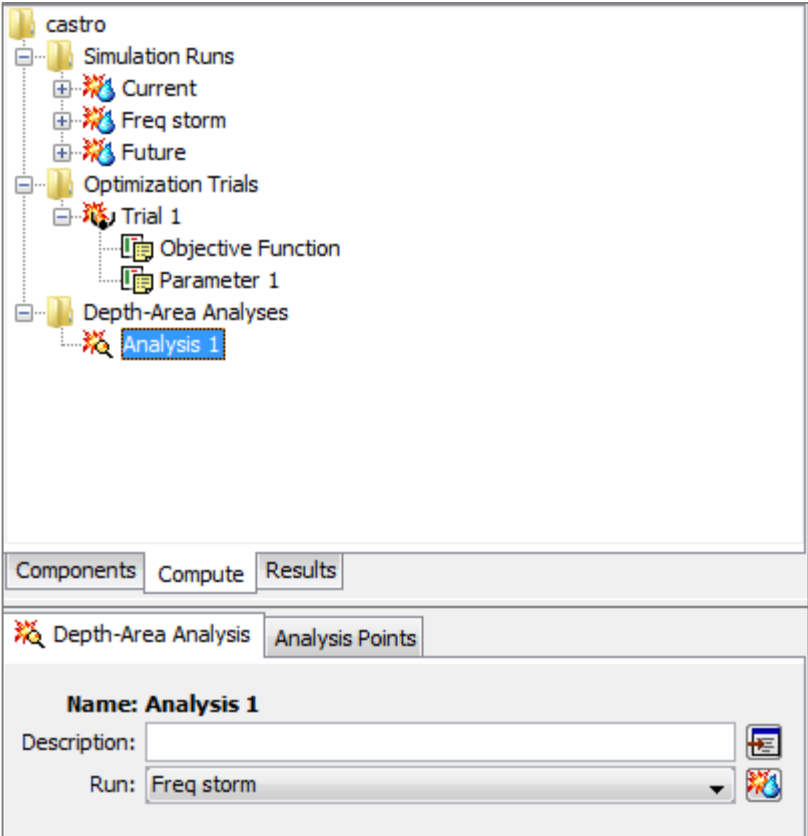 castro
Simulation Runs
Current
Freq storm
Future
Optimization Trials
Trial 1
Objective Function
Parameter 1
Depth-Area Analyses
Analysis 1
Components Compute Results
Depth-Area Analysis Analysis Points
Name: Analysis 1
Description:
Run: Freq storm